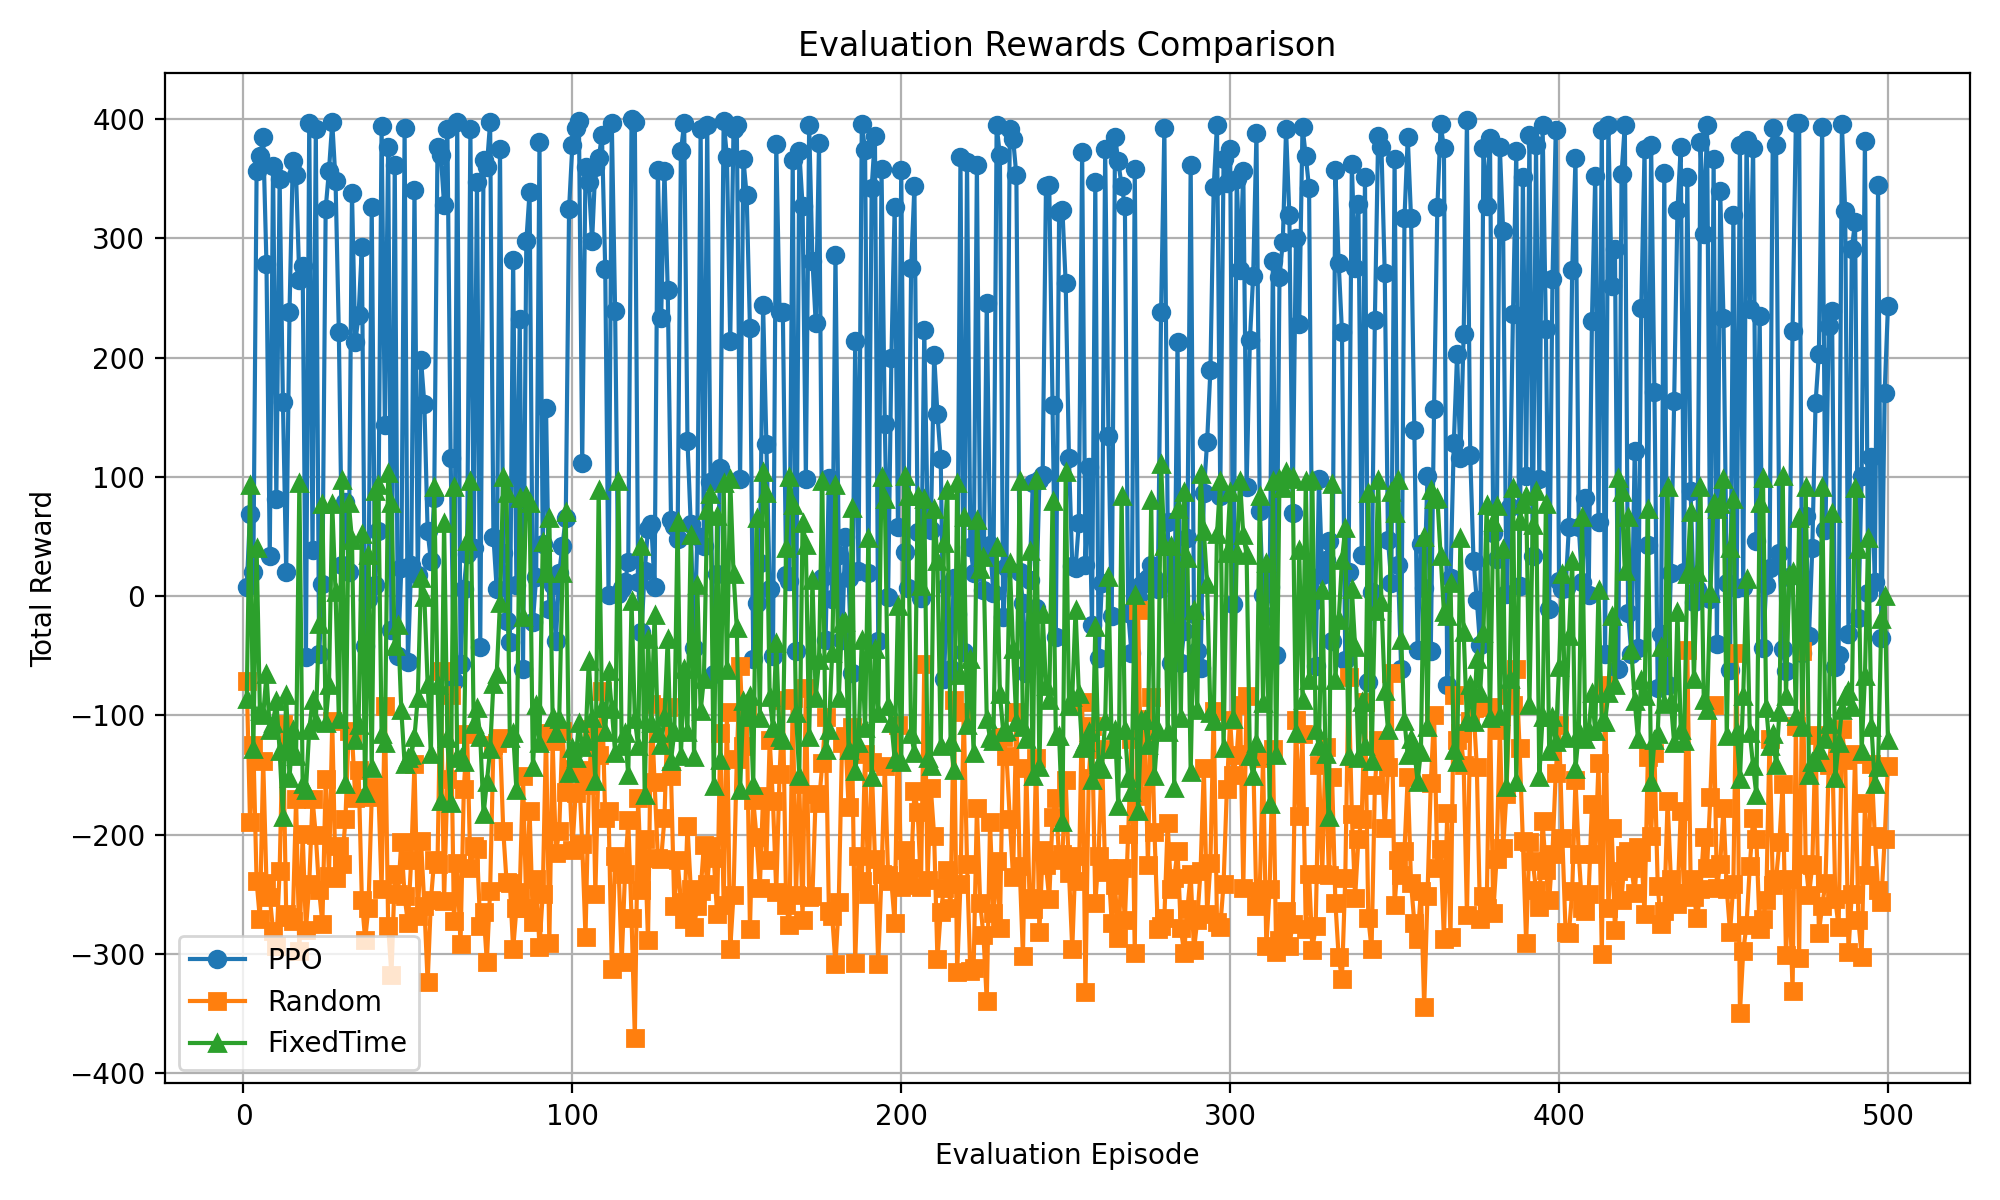 Evaluation Rewards Comparison
Total Reward
400
300
200
100
0
−100
−200
−300
−400
PPO
Random
FixedTime
0 100 200 300 400 500
Evaluation Episode